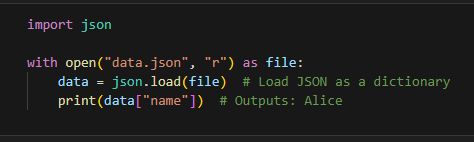 import json
with open("data.json", "r") as file:
    data = json.load(file)  # Load JSON as a dictionary
    print(data["name"])  # Outputs: Alice